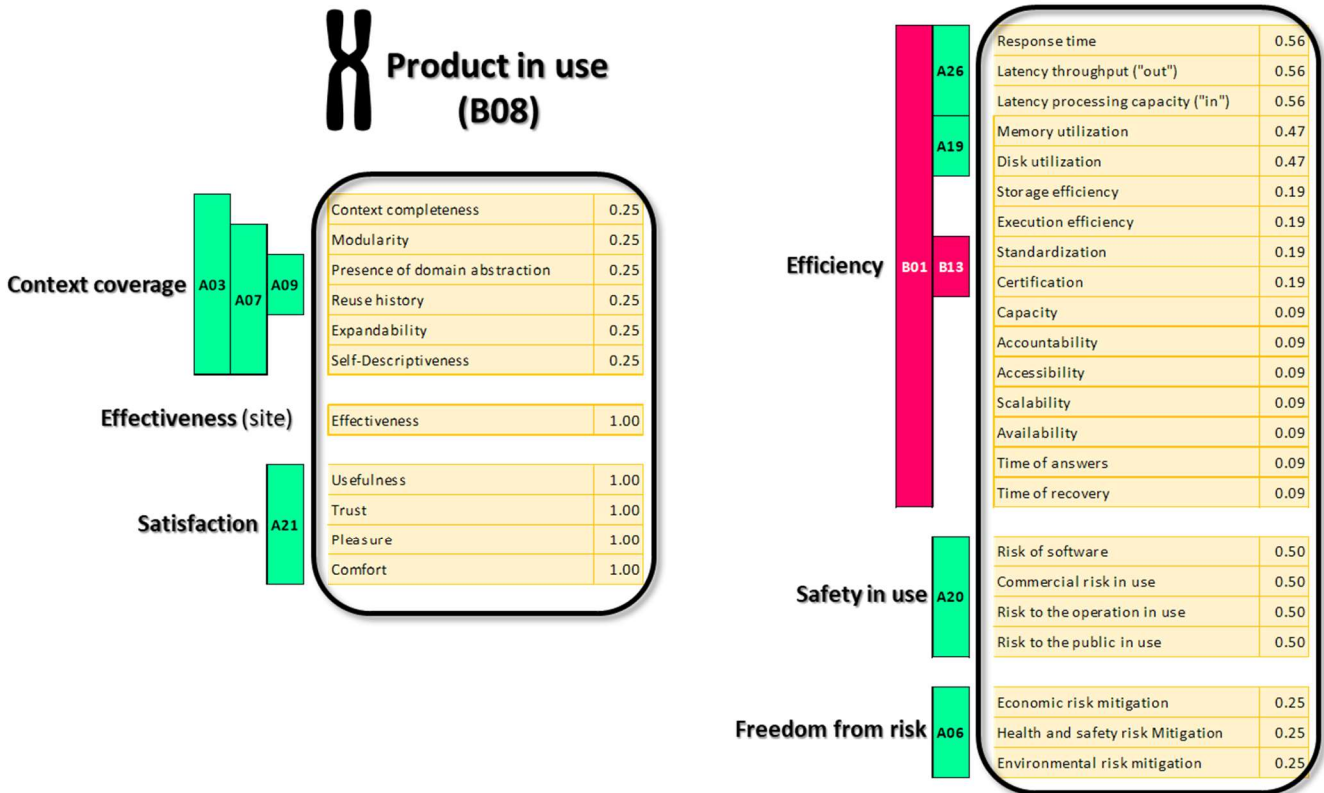 Product in use
(B08)
Context coverage
A03
A07
A09
Context completeness 0.25
Modularity 0.25
Presence of domain abstraction 0.25
Reuse history 0.25
Expandability 0.25
Self-Descriptiveness 0.25
Effectiveness (site)
Effectiveness 1.00
Satisfaction
A21
Usefulness 1.00
Trust 1.00
Pleasure 1.00
Comfort 1.00
Efficiency
B01
A26
A19
B13
Response time 0.56
Latency throughput ("out") 0.56
Latency processing capacity ("in") 0.56
Memory utilization 0.47
Disk utilization 0.47
Storage efficiency 0.19
Execution efficiency 0.19
Standardization 0.19
Certification 0.19
Capacity 0.09
Accountability 0.09
Accessibility 0.09
Scalability 0.09
Availability 0.09
Time of answers 0.09
Time of recovery 0.09
Safety in use
A20
Risk of software 0.50
Commercial risk in use 0.50
Risk to the operation in use 0.50
Risk to the public in use 0.50
Freedom from risk
A06
Economic risk mitigation 0.25
Health and safety risk Mitigation 0.25
Environmental risk mitigation 0.25